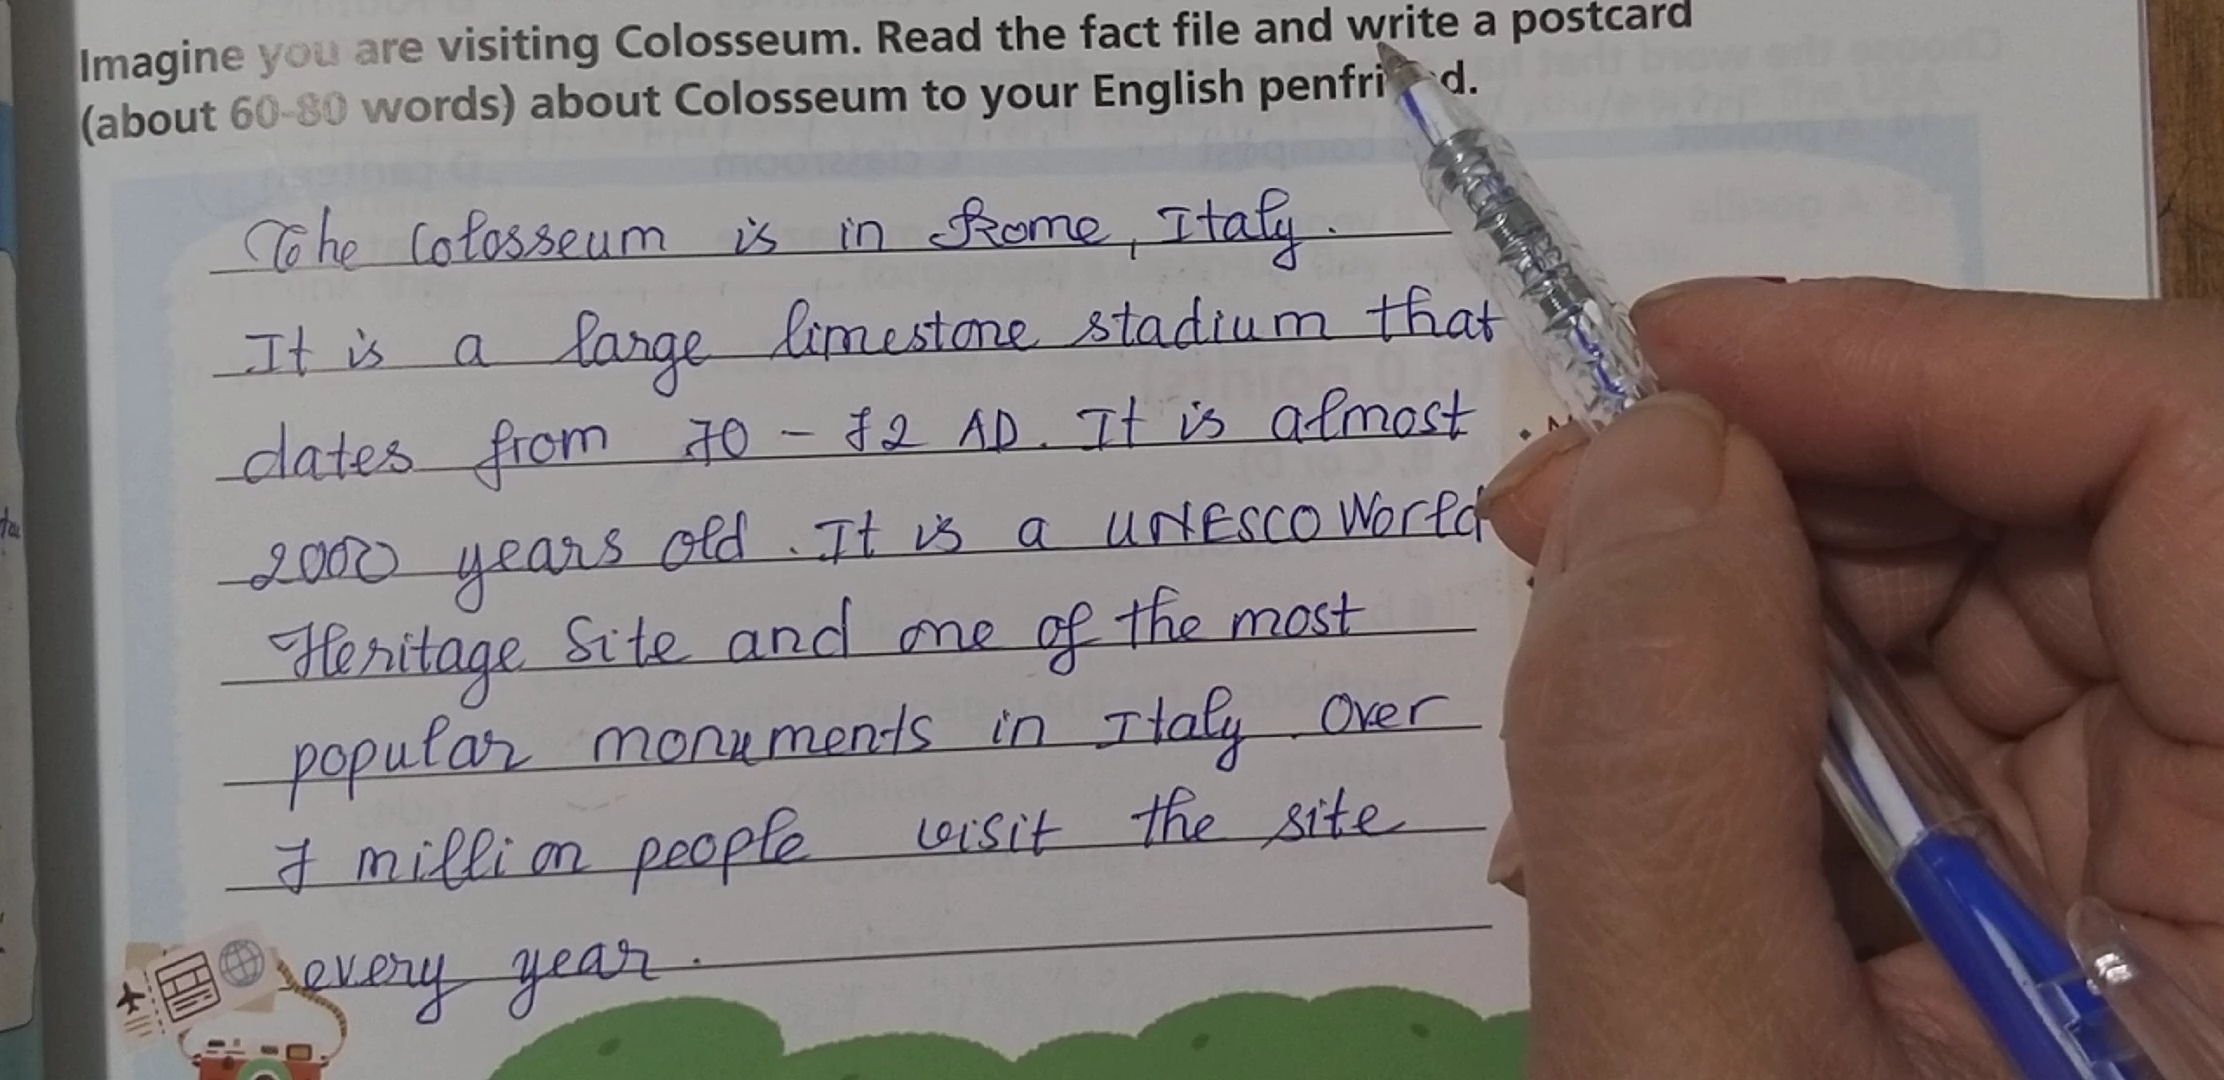 Imagine you are visiting Colosseum. Read the fact file and write a postcard
(about 60-80 words) about Colosseum to your English penfri d.
The Colosseum is in Rome, Italy.
It is a large limestone stadium that
dates from 70 - 72 AD. It is almost
2000 years old. It is a UNESCO World
Heritage Site and one of the most
popular monuments in Italy. Over
7 million people visit the site
every year.